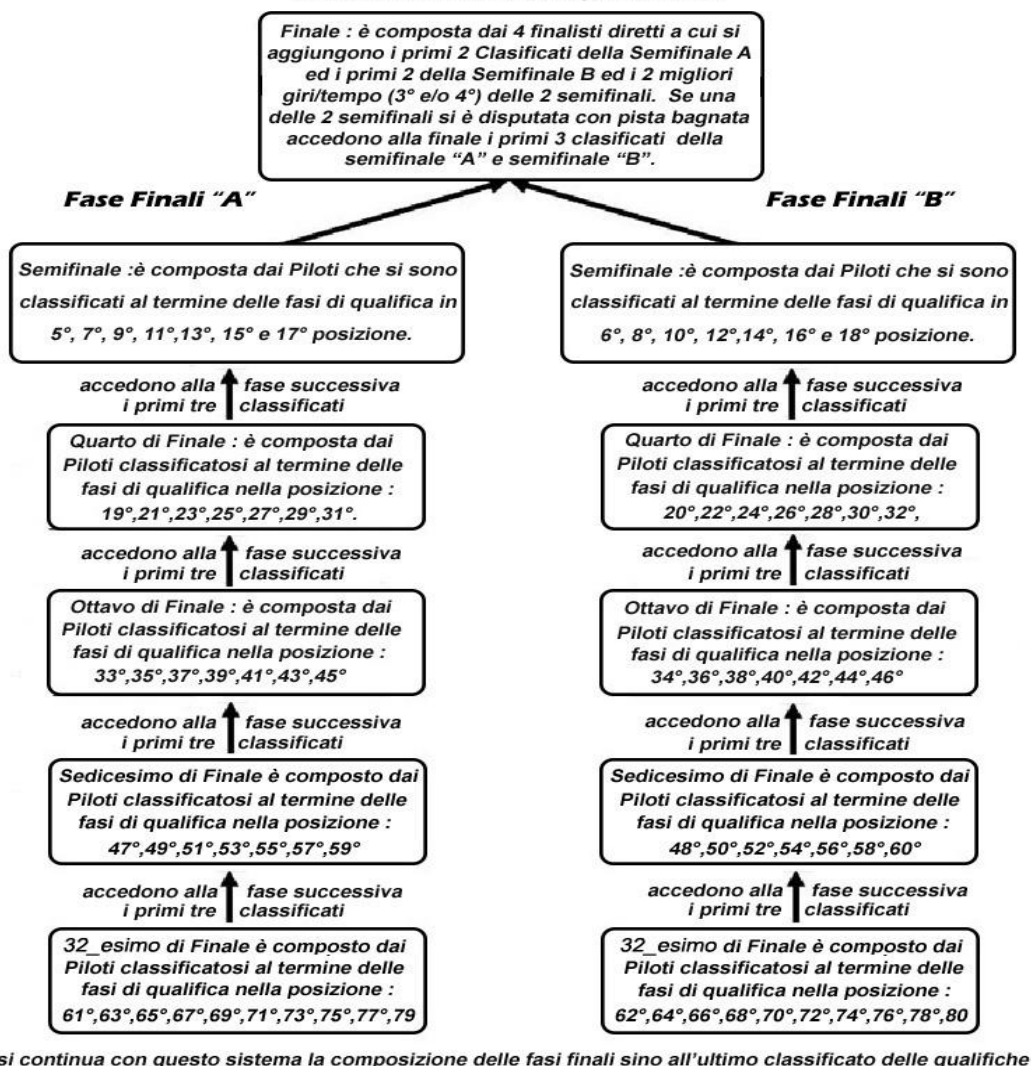 Finale : è composta dai 4 finalisti diretti a cui si
aggiungono i primi 2 Clasificati della Semifinale A
ed i primi 2 della Semifinale B ed i 2 migliori
giri/tempo (3° e/o 4°) delle 2 semifinali. Se una
delle 2 semifinali si è disputata con pista bagnata
accedono alla finale i primi 3 clasificati della
semifinale “A” e semifinale “B”.
Fase Finali “A”
Semifinale :è composta dai Piloti che si sono
classificati al termine delle fasi di qualifica in
5°, 7°, 9°, 11°,13°, 15° e 17° posizione.
accedono alla fase successiva
i primi tre classificati
Quarto di Finale : è composta dai
Piloti classificatosi al termine delle
fasi di qualifica nella posizione :
19°,21°,23°,25°,27°,29°,31°.
accedono alla fase successiva
i primi tre classificati
Ottavo di Finale : è composta dai
Piloti classificatosi al termine delle
fasi di qualifica nella posizione :
33°,35°,37°,39°,41°,43°,45°
accedono alla fase successiva
i primi tre classificati
Sedicesimo di Finale è composto dai
Piloti classificatosi al termine delle
fasi di qualifica nella posizione :
47°,49°,51°,53°,55°,57°,59°
accedono alla fase successiva
i primi tre classificati
32_esimo di Finale è composto dai
Piloti classificatosi al termine delle
fasi di qualifica nella posizione :
61°,63°,65°,67°,69°,71°,73°,75°,77°,79
Fase Finali “B”
Semifinale :è composta dai Piloti che si sono
classificati al termine delle fasi di qualifica in
6°, 8°, 10°, 12°,14°, 16° e 18° posizione.
accedono alla fase successiva
i primi tre classificati
Quarto di Finale : è composta dai
Piloti classificatosi al termine delle
fasi di qualifica nella posizione :
20°,22°,24°,26°,28°,30°,32°,
accedono alla fase successiva
i primi tre classificati
Ottavo di Finale : è composta dai
Piloti classificatosi al termine delle
fasi di qualifica nella posizione :
34°,36°,38°,40°,42°,44°,46°
accedono alla fase successiva
i primi tre classificati
Sedicesimo di Finale è composto dai
Piloti classificatosi al termine delle
fasi di qualifica nella posizione :
48°,50°,52°,54°,56°,58°,60°
accedono alla fase successiva
i primi tre classificati
32_esimo di Finale è composto dai
Piloti classificatosi al termine delle
fasi di qualifica nella posizione :
62°,64°,66°,68°,70°,72°,74°,76°,78°,80
si continua con questo sistema la composizione delle fasi finali sino all’ultimo classificato delle qualifiche